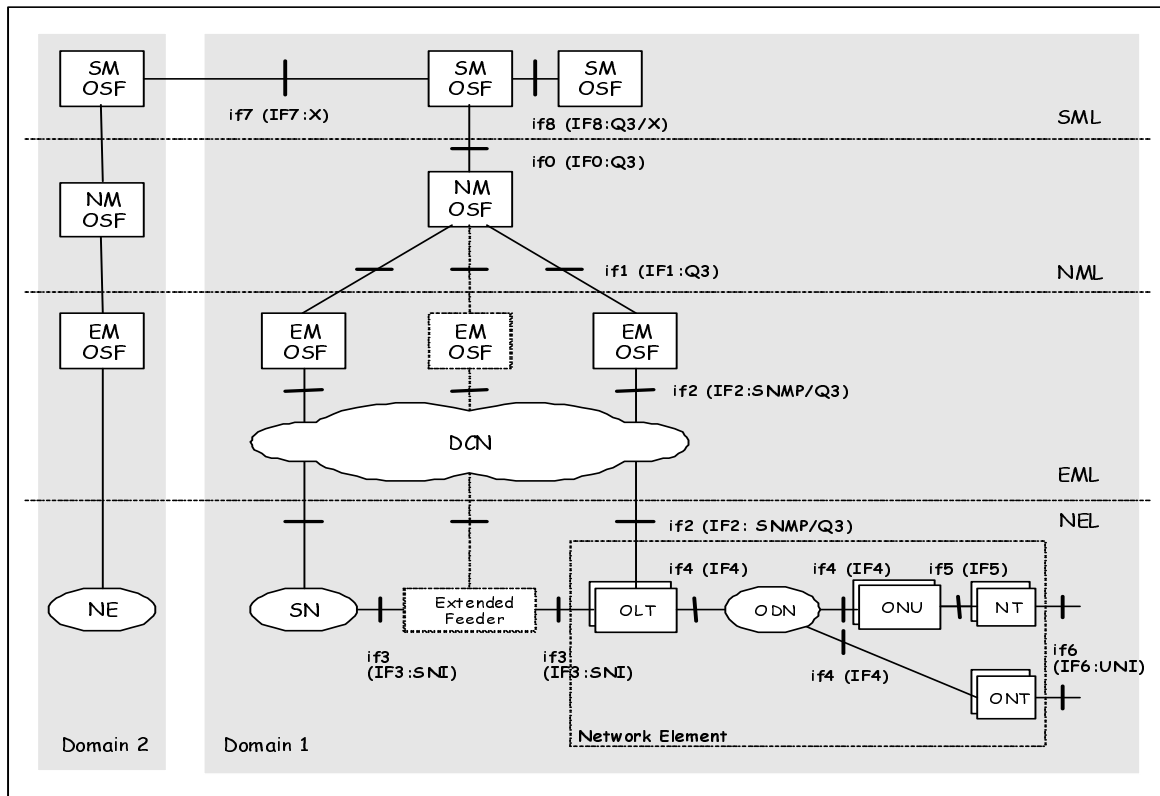 SM
OSF
SM
OSF
SM
OSF
if7 (IF7:X)
if8 (IF8:Q3/X)
SML
if0 (IF0:Q3)
NM
OSF
NM
OSF
if1 (IF1:Q3)
NML
EM
OSF
EM
OSF
EM
OSF
EM
OSF
if2 (IF2:SNMP/Q3)
DCN
EML
NEL
if2 (IF2: SNMP/Q3)
if4 (IF4)
if4 (IF4)
if5 (IF5)
NE
SN
Extended
Feeder
OLT
ODN
ONU
NT
if3
(IF3:SNI)
if3
(IF3:SNI)
if4 (IF4)
if6
(IF6:UNI)
ONT
Network Element
Domain 2
Domain 1